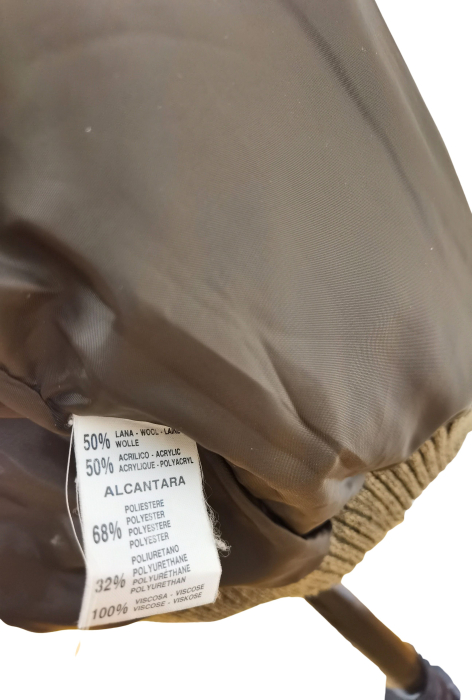 50% LANA - WOOL - LAINE
WOLLE
50% ACRILICO - ACRYLIC
ACRYLIQUE - POLYACRYL
ALCANTARA
POLIESTERE
POLYESTER
68% POLYESTERE
POLYESTER
POLIURETANO
POLYURETHANE
32% POLYURETHANE
POLYURETHAN
100% VISCOSA - VISCOSE
VISCOSE - VISKOSE